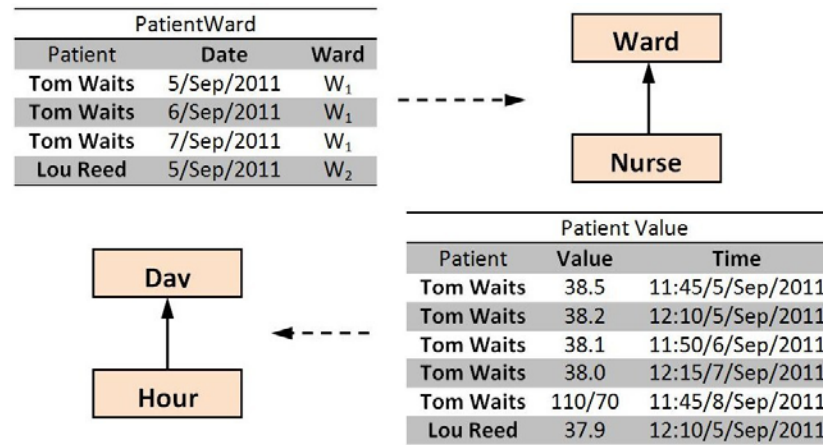 PatientWard
Patient Date Ward
Tom Waits 5/Sep/2011 W₁
Tom Waits 6/Sep/2011 W₁
Tom Waits 7/Sep/2011 W₁
Lou Reed 5/Sep/2011 W₂
Ward
Nurse
Dav
Hour
Patient Value
Patient Value Time
Tom Waits 38.5 11:45/5/Sep/2011
Tom Waits 38.2 12:10/5/Sep/2011
Tom Waits 38.1 11:50/6/Sep/2011
Tom Waits 38.0 12:15/7/Sep/2011
Tom Waits 110/70 11:45/8/Sep/2011
Lou Reed 37.9 12:10/5/Sep/2011